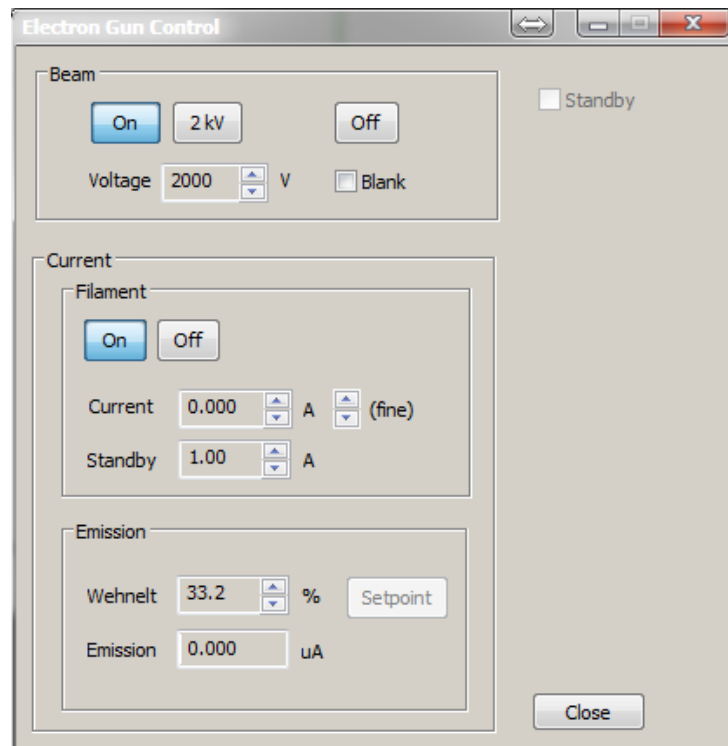 Electron Gun Control
Beam
On 2 kV Off
Voltage 2000 V Blank
Standby
Current
Filament
On Off
Current 0.000 A (fine)
Standby 1.00 A
Emission
Wehnelt 33.2 % Setpoint
Emission 0.000 uA
Close